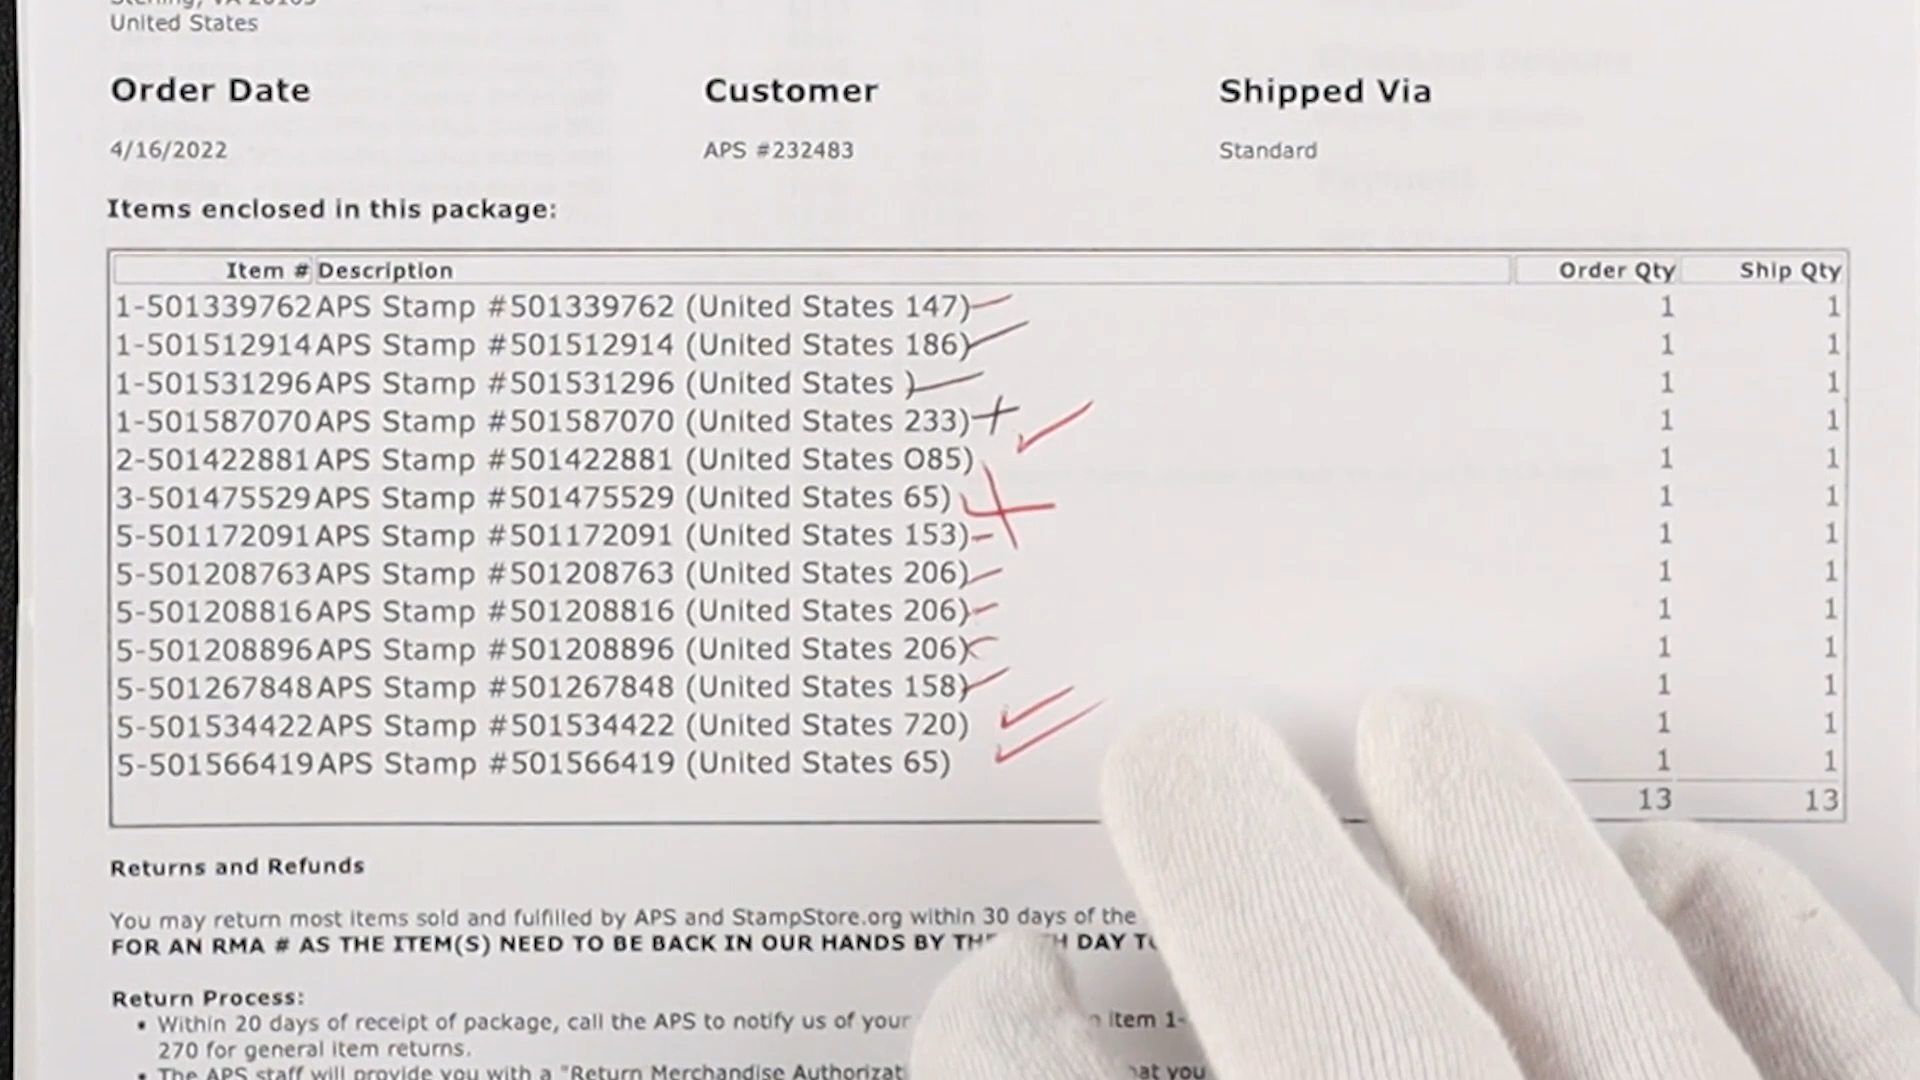 United States
Order Date Customer Shipped Via
4/16/2022 APS #232483 Standard
Items enclosed in this package:
Item # Description Order Qty Ship Qty
1-501339762 APS Stamp #501339762 (United States 147) 1 1
1-501512914 APS Stamp #501512914 (United States 186) 1 1
1-501531296 APS Stamp #501531296 (United States ) 1 1
1-501587070 APS Stamp #501587070 (United States 233) 1 1
2-501422881 APS Stamp #501422881 (United States O85) 1 1
3-501475529 APS Stamp #501475529 (United States 65) 1 1
5-501172091 APS Stamp #501172091 (United States 153) 1 1
5-501208763 APS Stamp #501208763 (United States 206) 1 1
5-501208816 APS Stamp #501208816 (United States 206) 1 1
5-501208896 APS Stamp #501208896 (United States 206) 1 1
5-501267848 APS Stamp #501267848 (United States 158) 1 1
5-501534422 APS Stamp #501534422 (United States 720) 1 1
5-501566419 APS Stamp #501566419 (United States 65) 1 1
13 13
Returns and Refunds
You may return most items sold and fulfilled by APS and StampStore.org within 30 days of the
FOR AN RMA # AS THE ITEM(S) NEED TO BE BACK IN OUR HANDS BY DAY
Return Process:
• Within 20 days of receipt of package, call the APS to notify us of your item 1-
270 for general item returns.
• The APS staff will provide you with a "Return Merchandise you